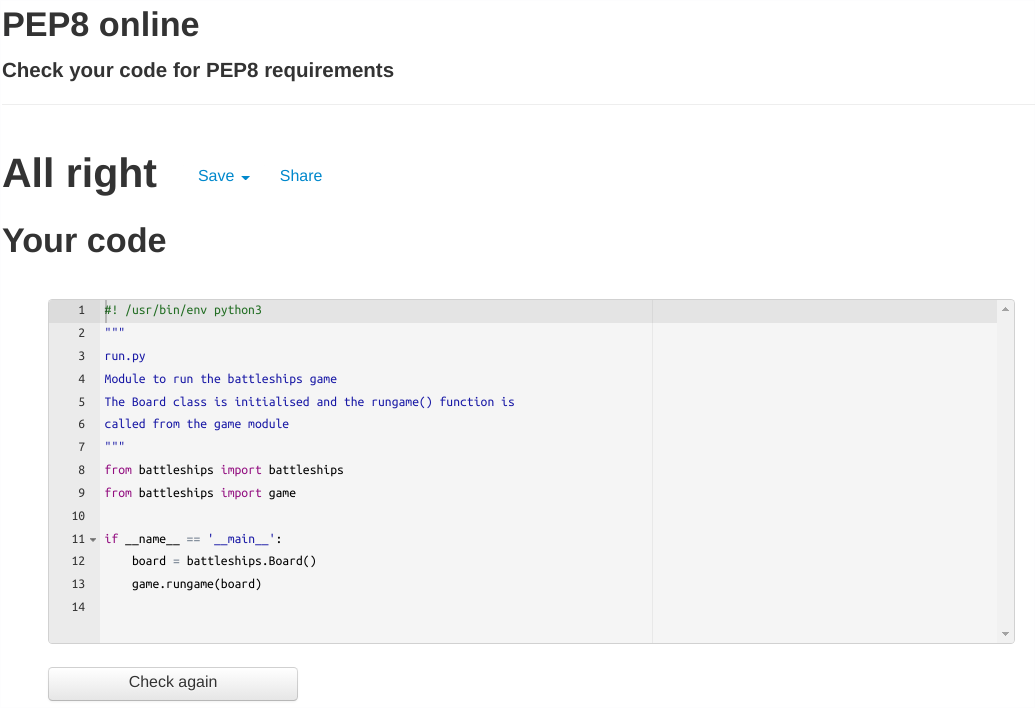 PEP8 online
Check your code for PEP8 requirements
All right Save Share
Your code
1 #! /usr/bin/env python3
2 """
3 run.py
4 Module to run the battleships game
5 The Board class is initialised and the rungame() function is
6 called from the game module
7 """
8 from battleships import battleships
9 from battleships import game
10
11 if __name__ == '__main__':
12     board = battleships.Board()
13     game.rungame(board)
14
Check again